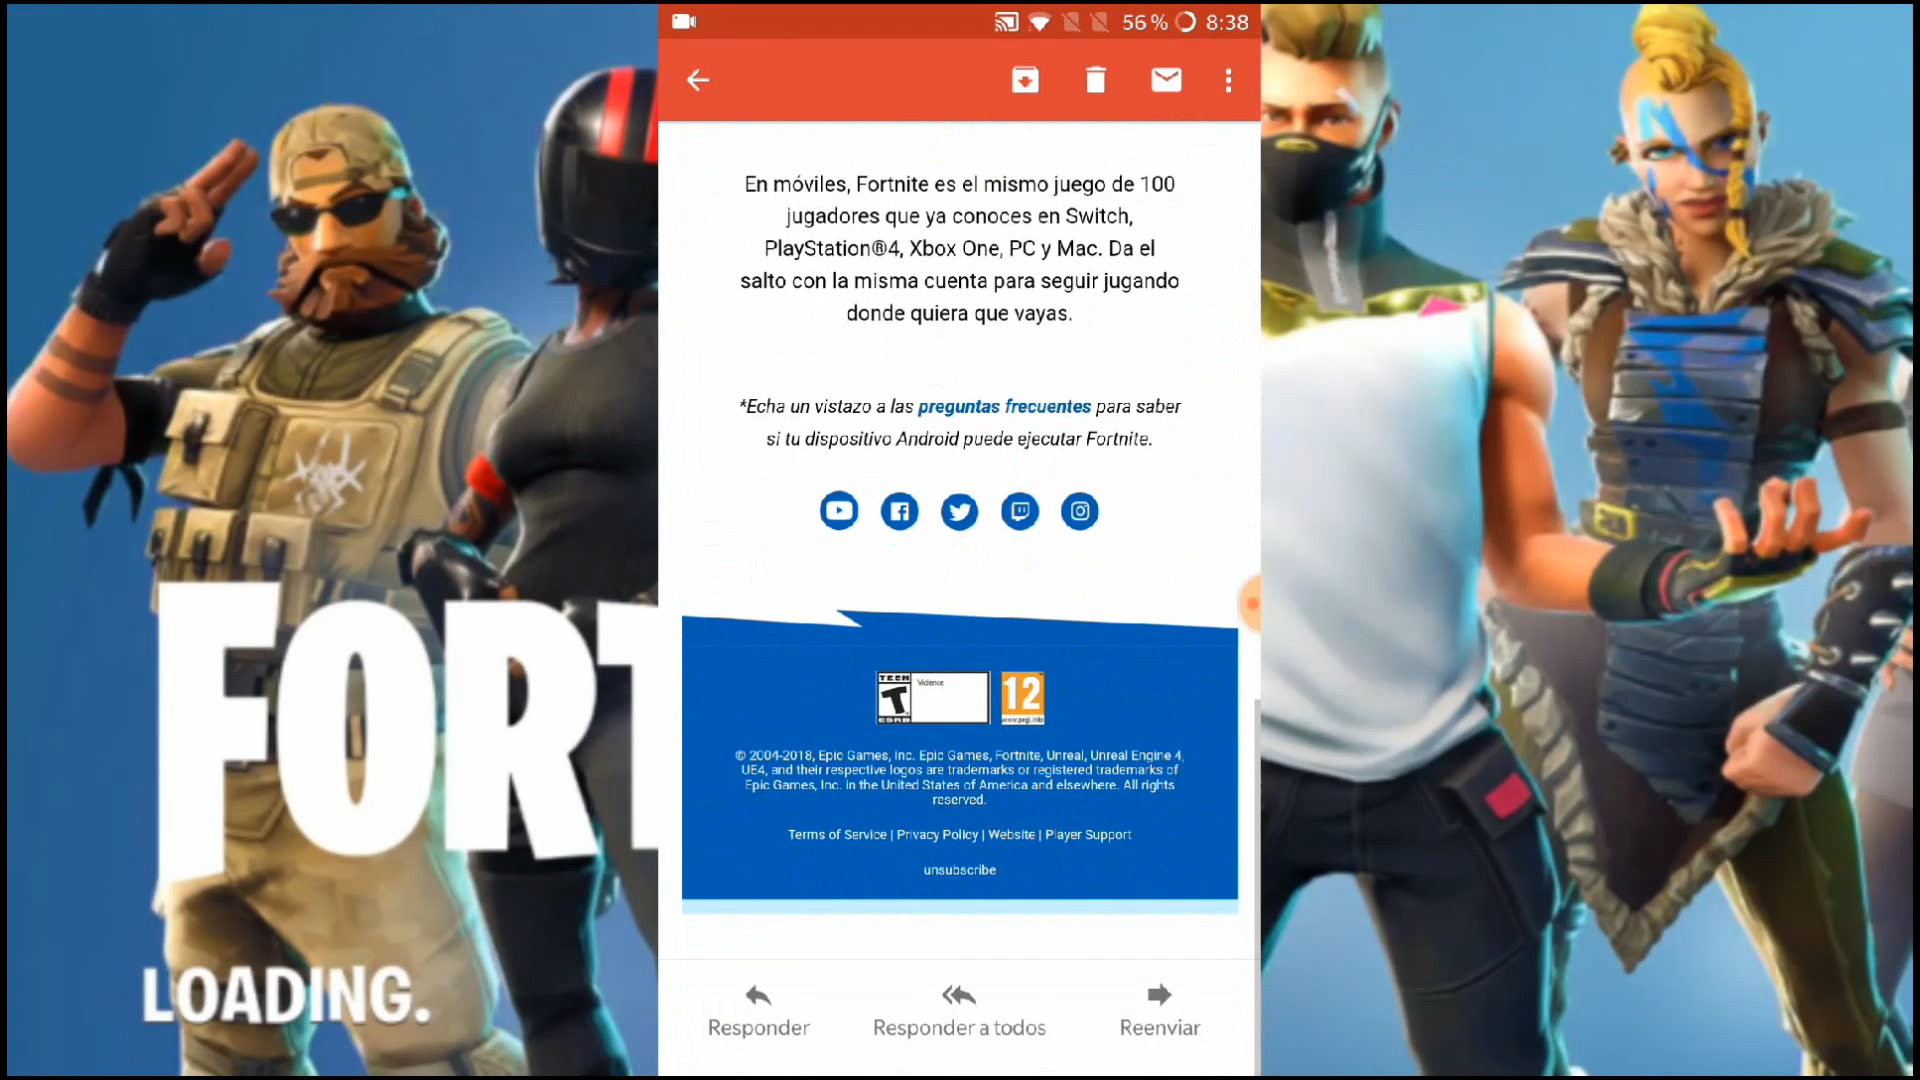 56 % 8:38
En móviles, Fortnite es el mismo juego de 100
jugadores que ya conoces en Switch,
PlayStation®4, Xbox One, PC y Mac. Da el
salto con la misma cuenta para seguir jugando
donde quiera que vayas.
*Echa un vistazo a las preguntas frecuentes para saber
si tu dispositivo Android puede ejecutar Fortnite.
TEEN
T
ESRB
Violence
12
www.pegi.info
© 2004-2018, Epic Games, Inc. Epic Games, Fortnite, Unreal, Unreal Engine 4,
UE4, and their respective logos are trademarks or registered trademarks of
Epic Games, Inc. in the United States of America and elsewhere. All rights
reserved.
Terms of Service | Privacy Policy | Website | Player Support
unsubscribe
Responder
Responder a todos
Reenviar
FORT
LOADING.